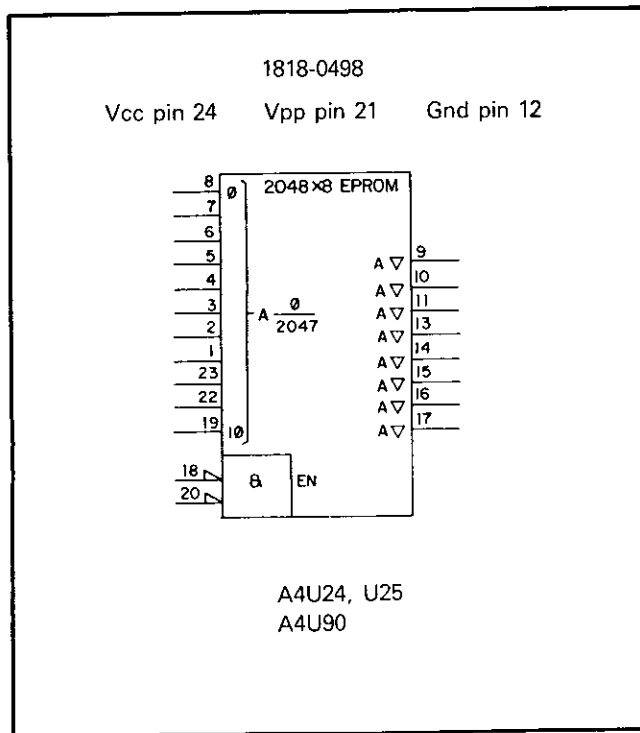 1818-0498
Vcc pin 24 Vpp pin 21 Gnd pin 12
2048×8 EPROM
8 0
7
6
5
4
3
2
1
23
22
19 10
A 0/2047
A ▽ 9
A ▽ 10
A ▽ 11
A ▽ 13
A ▽ 14
A ▽ 15
A ▽ 16
A ▽ 17
18
20
& EN
A4U24, U25
A4U90